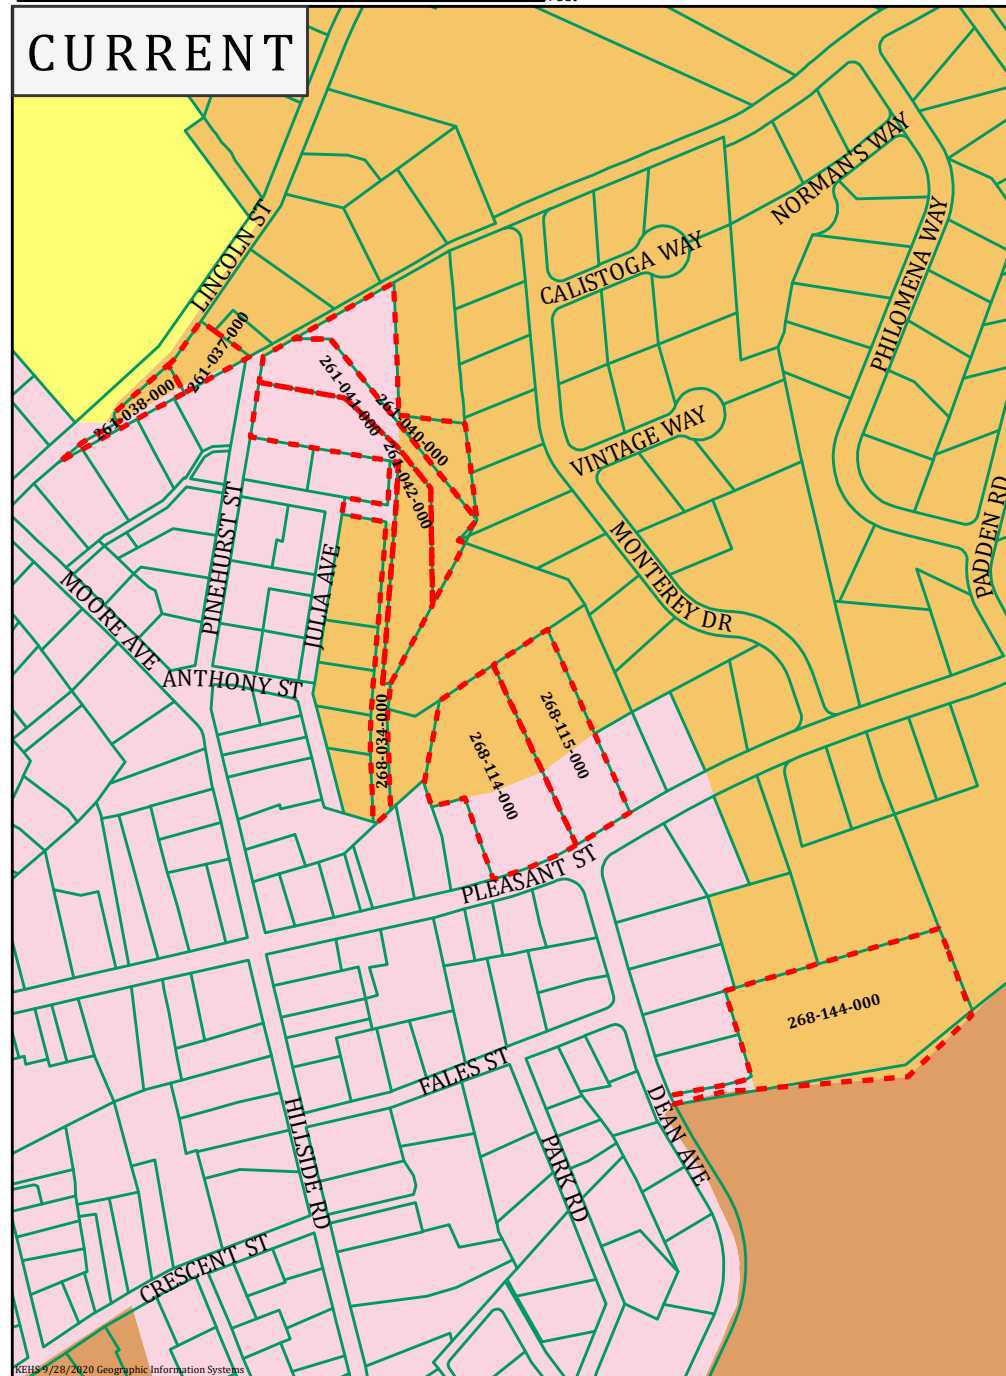 CURRENT
LINCOLN ST
NORMAN'S WAY
CALISTOGA WAY
PHILOMENA WAY
261-037-000
261-038-000
261-041-000
261-040-000
261-042-000
VINTAGE WAY
PADDEN RD
PINEHURST ST
JULIA AVE
MOORE AVE
MONTEREY DR
ANTHONY ST
268-034-000
268-115-000
268-114-000
PLEASANT ST
268-144-000
FALES ST
HILLSIDE RD
DEAN AVE
PARK RD
CRESCENT ST
KEHS 9/28/2020 Geographic Information Systems